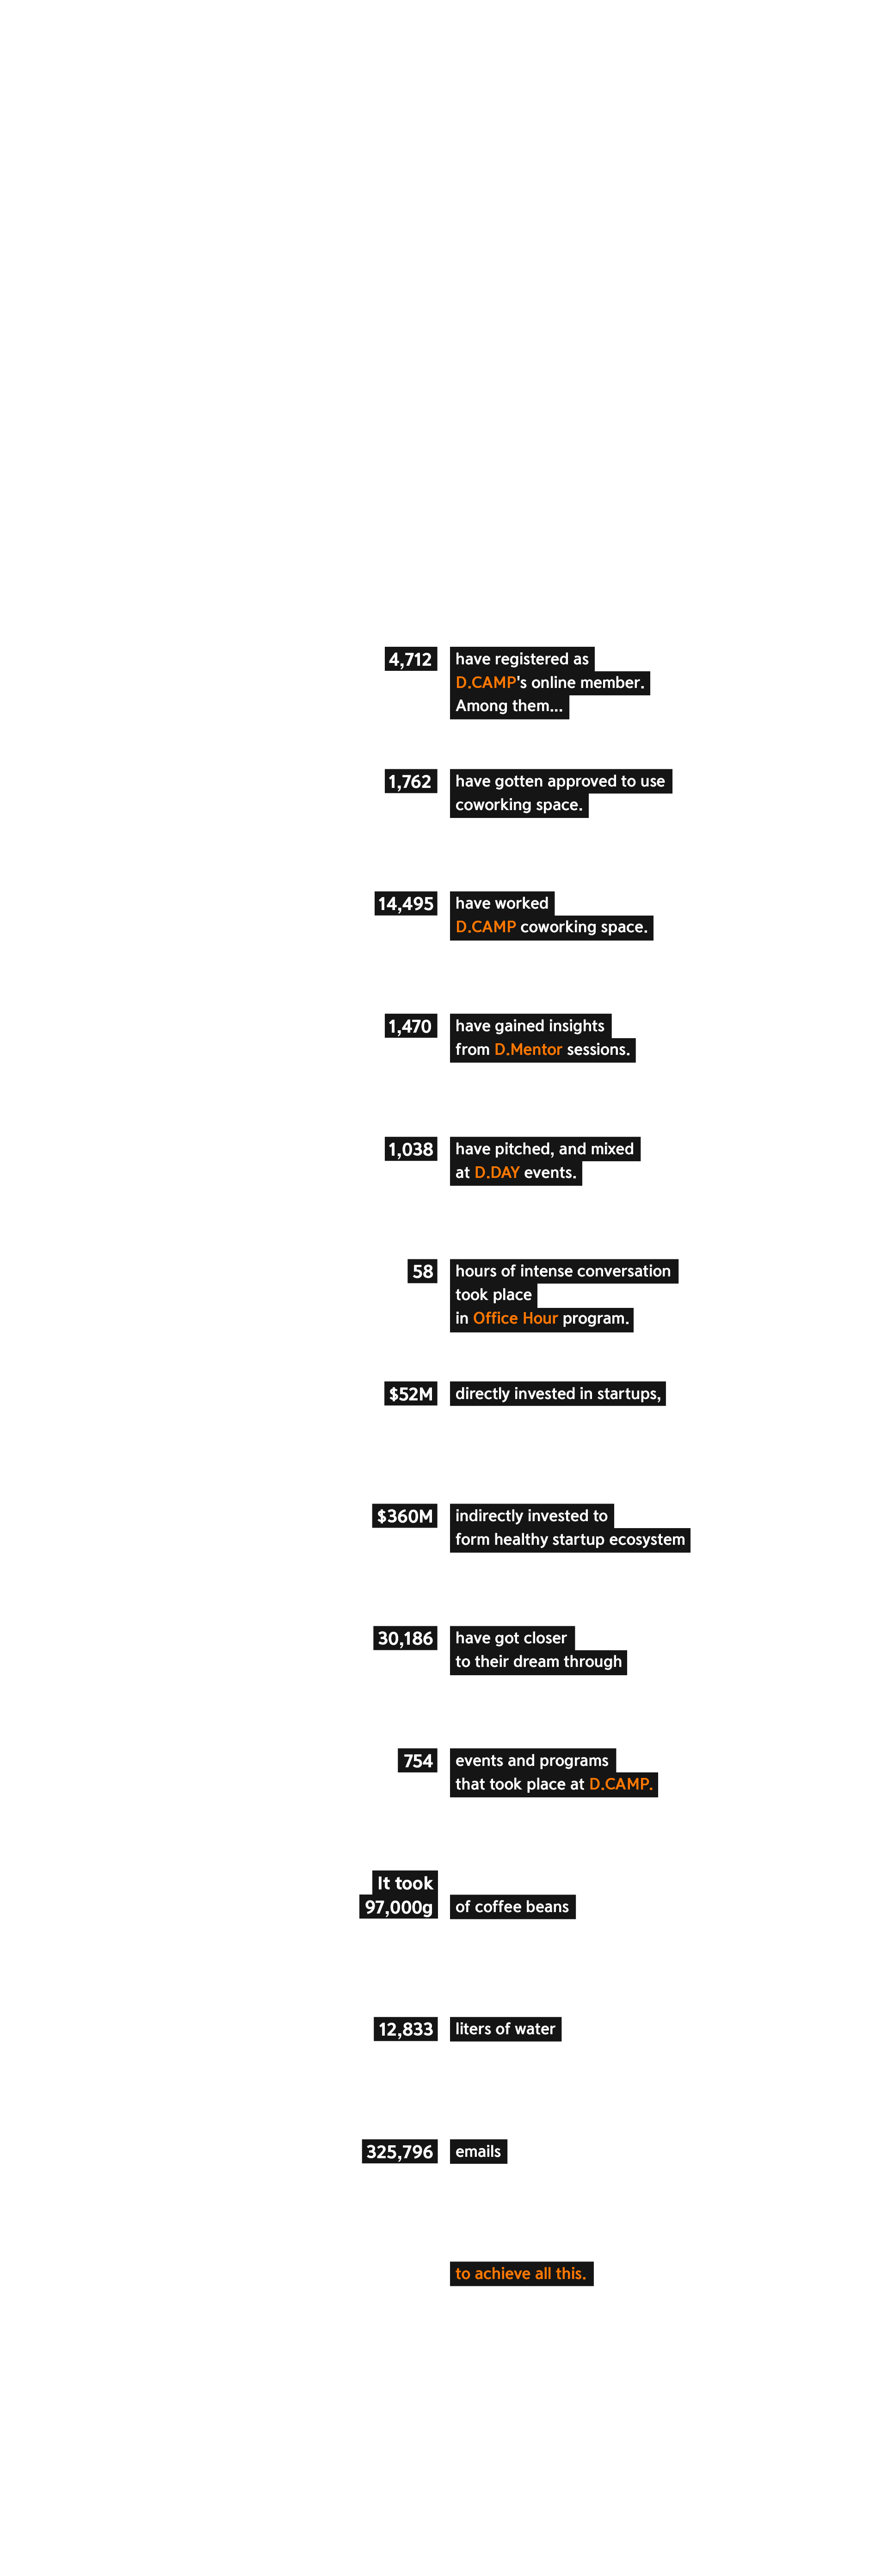 4,712 have registered as
D.CAMP's online member.
Among them...
1,762 have gotten approved to use
coworking space.
14,495 have worked
D.CAMP coworking space.
1,470 have gained insights
from D.Mentor sessions.
1,038 have pitched, and mixed
at D.DAY events.
58 hours of intense conversation
took place
in Office Hour program.
$52M directly invested in startups,
$360M indirectly invested to
form healthy startup ecosystem
30,186 have got closer
to their dream through
754 events and programs
that took place at D.CAMP.
It took
97,000g of coffee beans
12,833 liters of water
325,796 emails
to achieve all this.